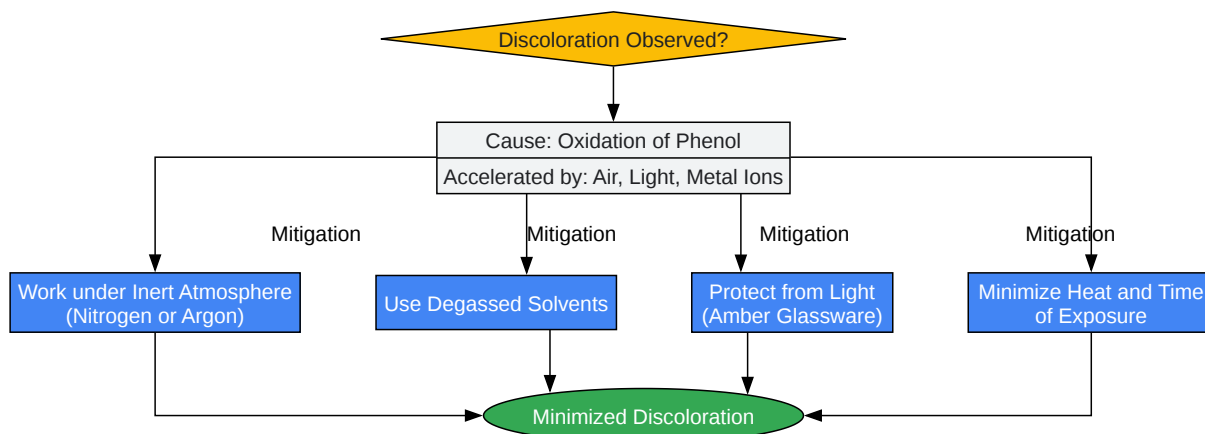 Discoloration Observed?
Cause: Oxidation of Phenol
Accelerated by: Air, Light, Metal Ions
Mitigation
Mitigation
Mitigation
Mitigation
Work under Inert Atmosphere
(Nitrogen or Argon)
Use Degassed Solvents
Protect from Light
(Amber Glassware)
Minimize Heat and Time
of Exposure
Minimized Discoloration